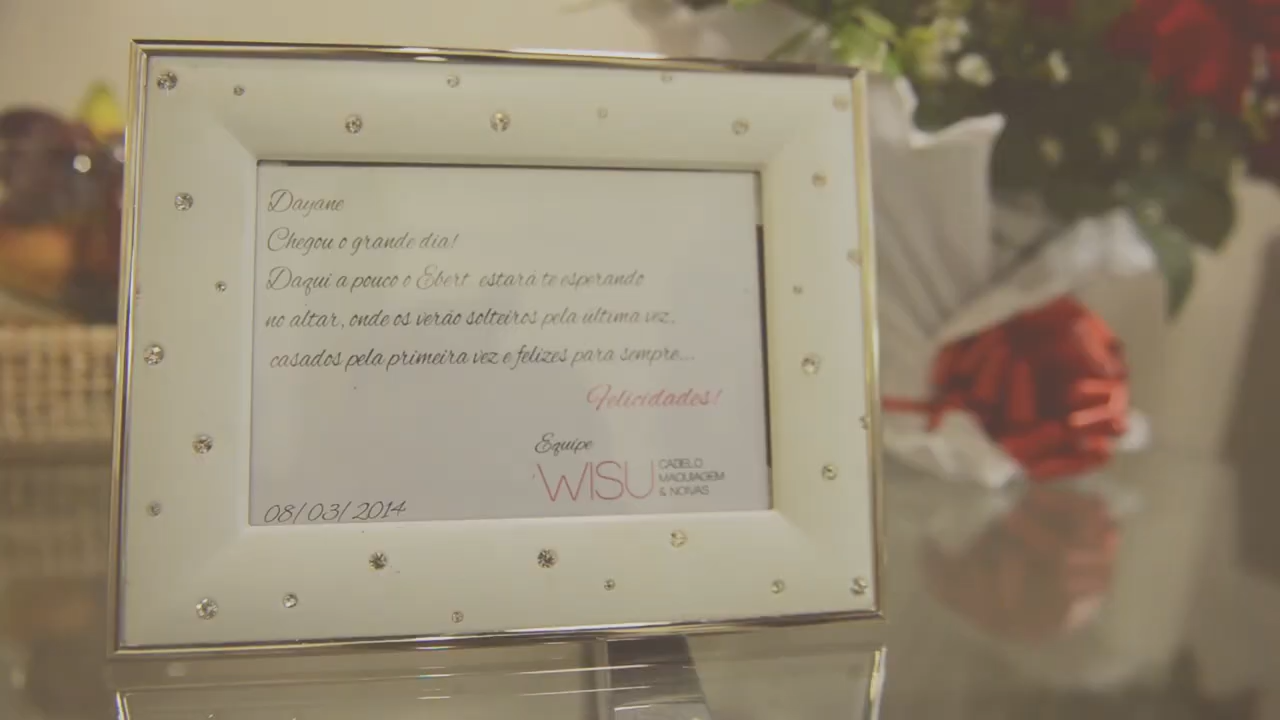 Dayane
Chegou o grande dia!
Daqui a pouco o Ebert estará te esperando
no altar, onde os verão solteiros pela última vez,
casados pela primeira vez e felizes para sempre...
Felicidades!
Equipe
WISU CABELO
MAQUIAGEM
& NOIVAS
08/03/2014